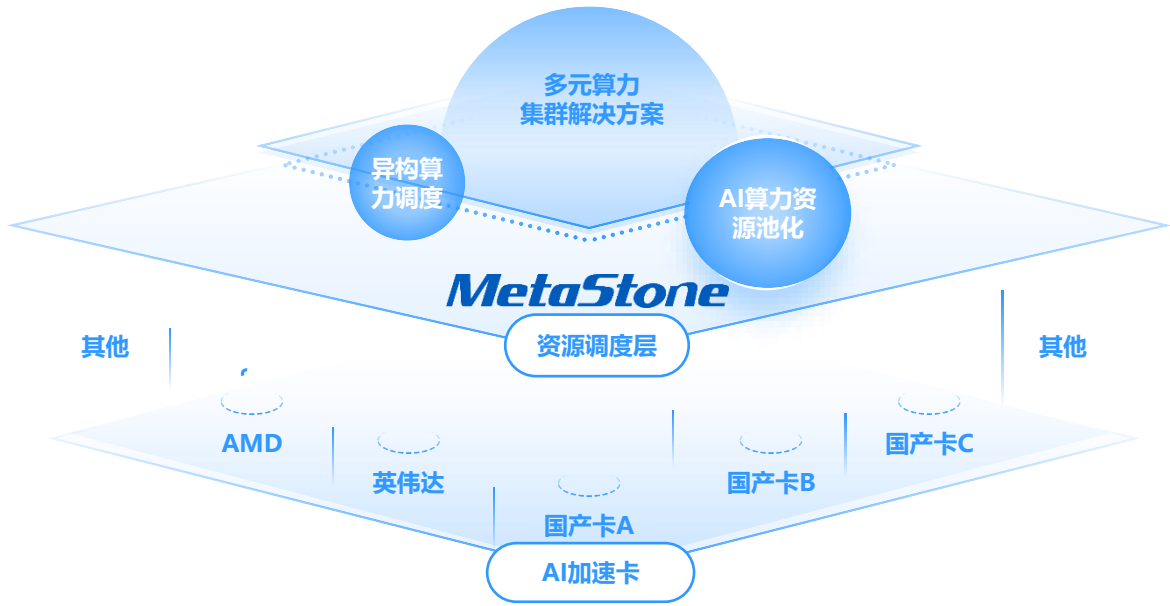 多元算力
集群解决方案
异构算
力调度
AI算力资
源池化
MetaStone
资源调度层
其他
其他
AMD
英伟达
国产卡A
国产卡B
国产卡C
AI加速卡